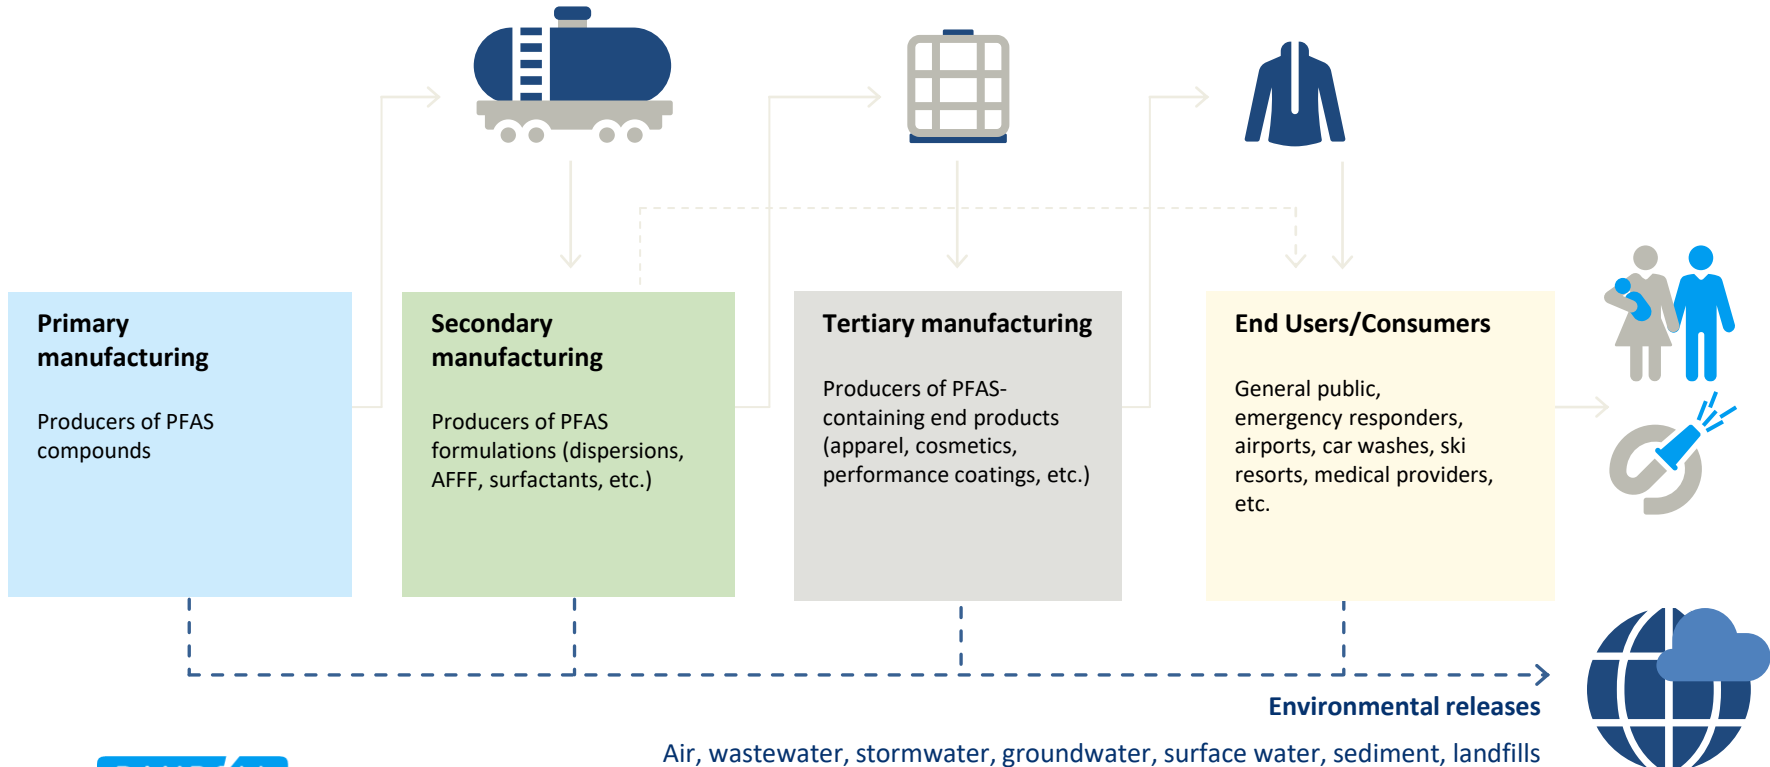 Primary
manufacturing
Producers of PFAS
compounds
Secondary
manufacturing
Producers of PFAS
formulations (dispersions,
AFFF, surfactants, etc.)
Tertiary manufacturing
Producers of PFAS-
containing end products
(apparel, cosmetics,
performance coatings, etc.)
End Users/Consumers
General public,
emergency responders,
airports, car washes, ski
resorts, medical providers,
etc.
Environmental releases
Air, wastewater, stormwater, groundwater, surface water, sediment, landfills